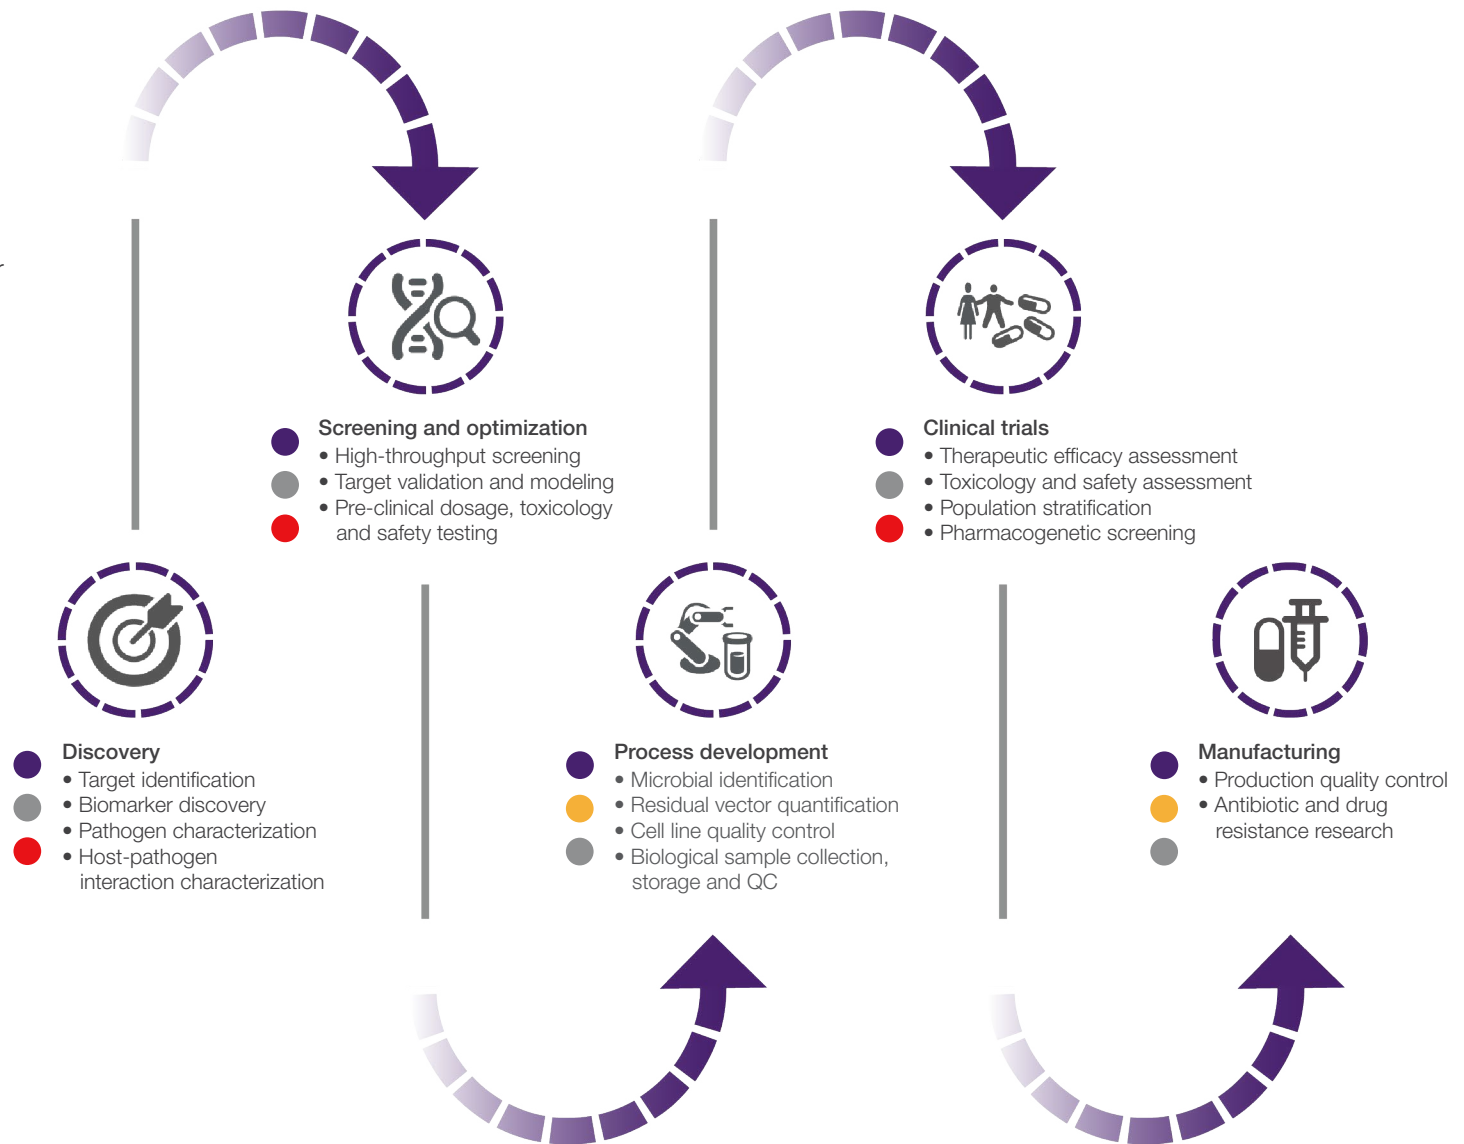 Screening and optimization
• High-throughput screening
• Target validation and modeling
• Pre-clinical dosage, toxicology
and safety testing
Clinical trials
• Therapeutic efficacy assessment
• Toxicology and safety assessment
• Population stratification
• Pharmacogenetic screening
Discovery
• Target identification
• Biomarker discovery
• Pathogen characterization
• Host-pathogen
interaction characterization
Process development
• Microbial identification
• Residual vector quantification
• Cell line quality control
• Biological sample collection,
storage and QC
Manufacturing
• Production quality control
• Antibiotic and drug
resistance research